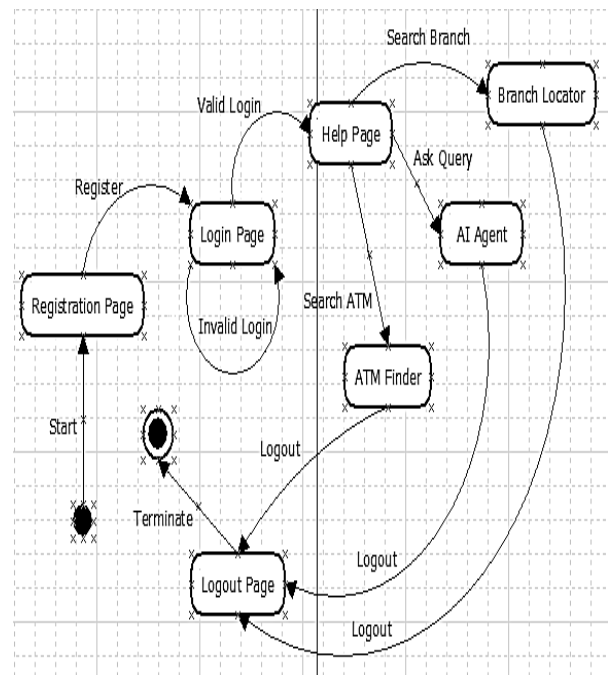 Search Branch
Branch Locator
Valid Login
Help Page
Ask Query
Register
Login Page
AI Agent
Registration Page
Invalid Login
Search ATM
ATM Finder
Start
Logout
Terminate
Logout Page
Logout
Logout